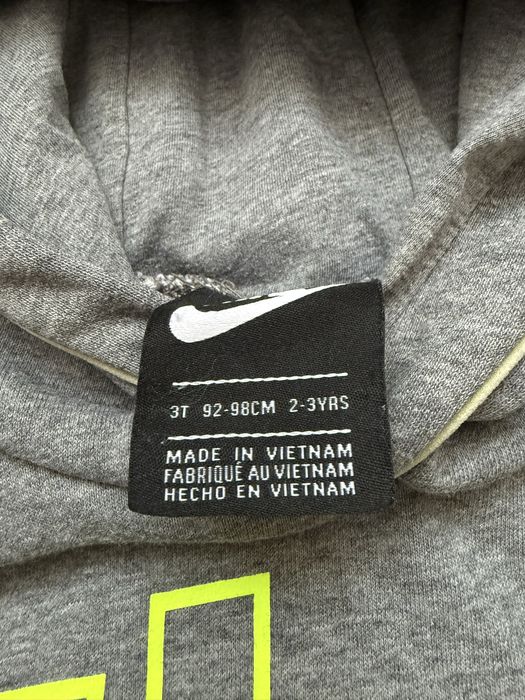 3T 92-98CM 2-3YRS
MADE IN VIETNAM
FABRIQUÉ AU VIETNAM
HECHO EN VIETNAM